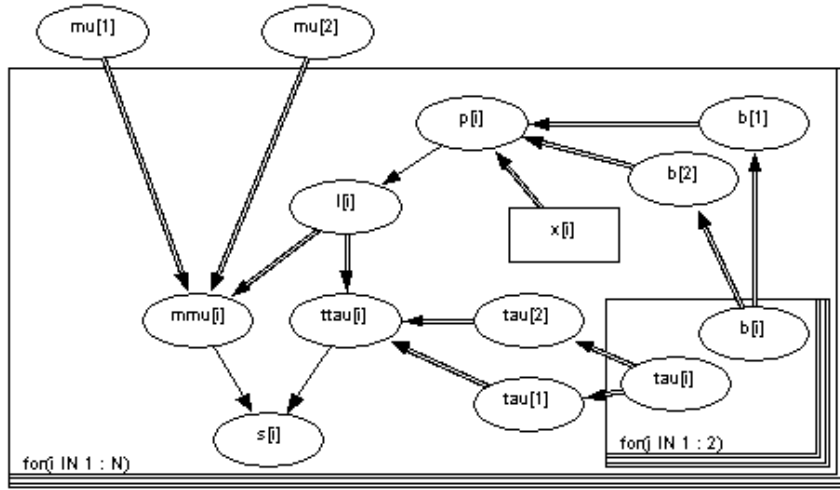 mu[1]
mu[2]
p[i]
b[1]
b[2]
l[i]
x[i]
mmu[i]
ttau[i]
tau[2]
b[i]
tau[i]
tau[1]
s[i]
for(j IN 1 : 2)
for(i IN 1 : N)